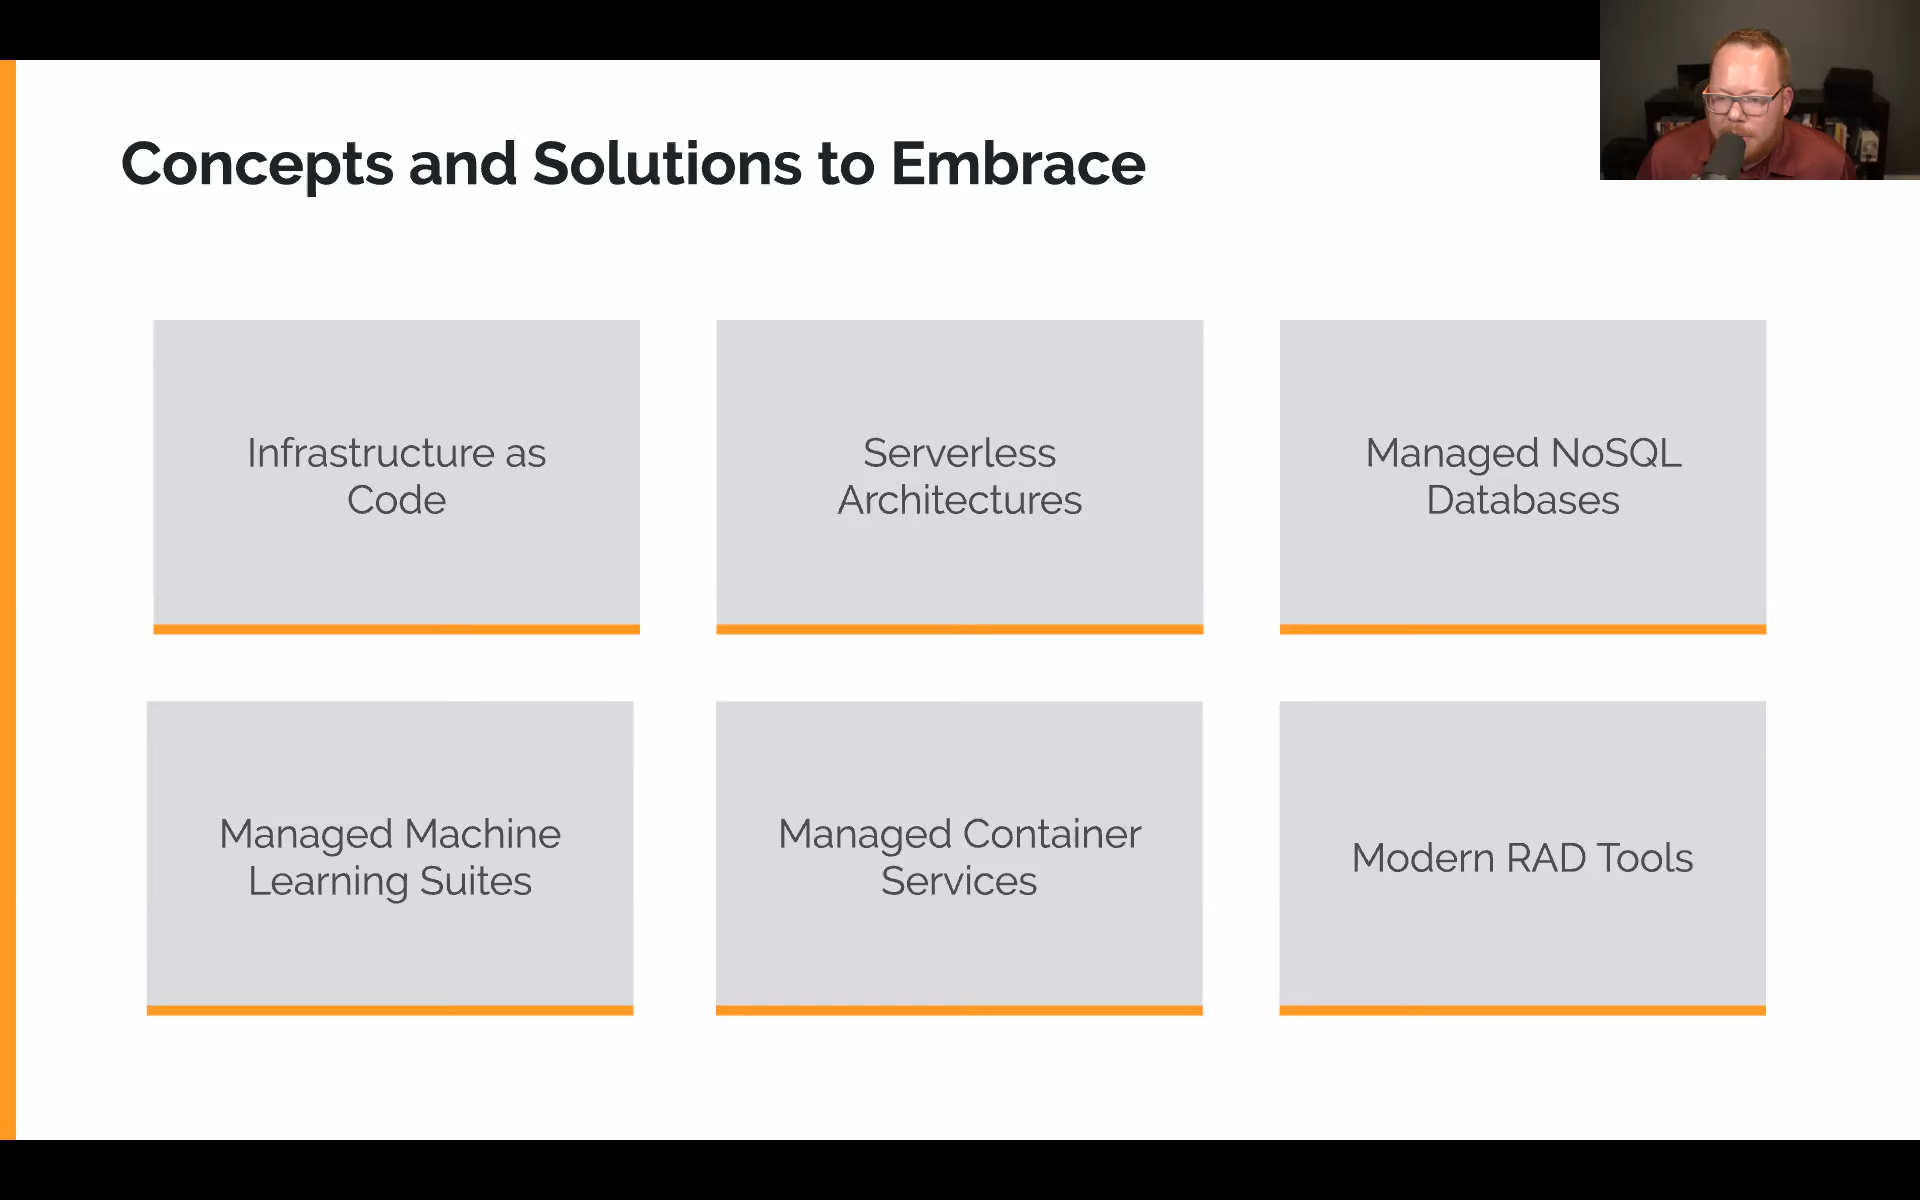 Concepts and Solutions to Embrace
Infrastructure as
Code
Serverless
Architectures
Managed NoSQL
Databases
Managed Machine
Learning Suites
Managed Container
Services
Modern RAD Tools